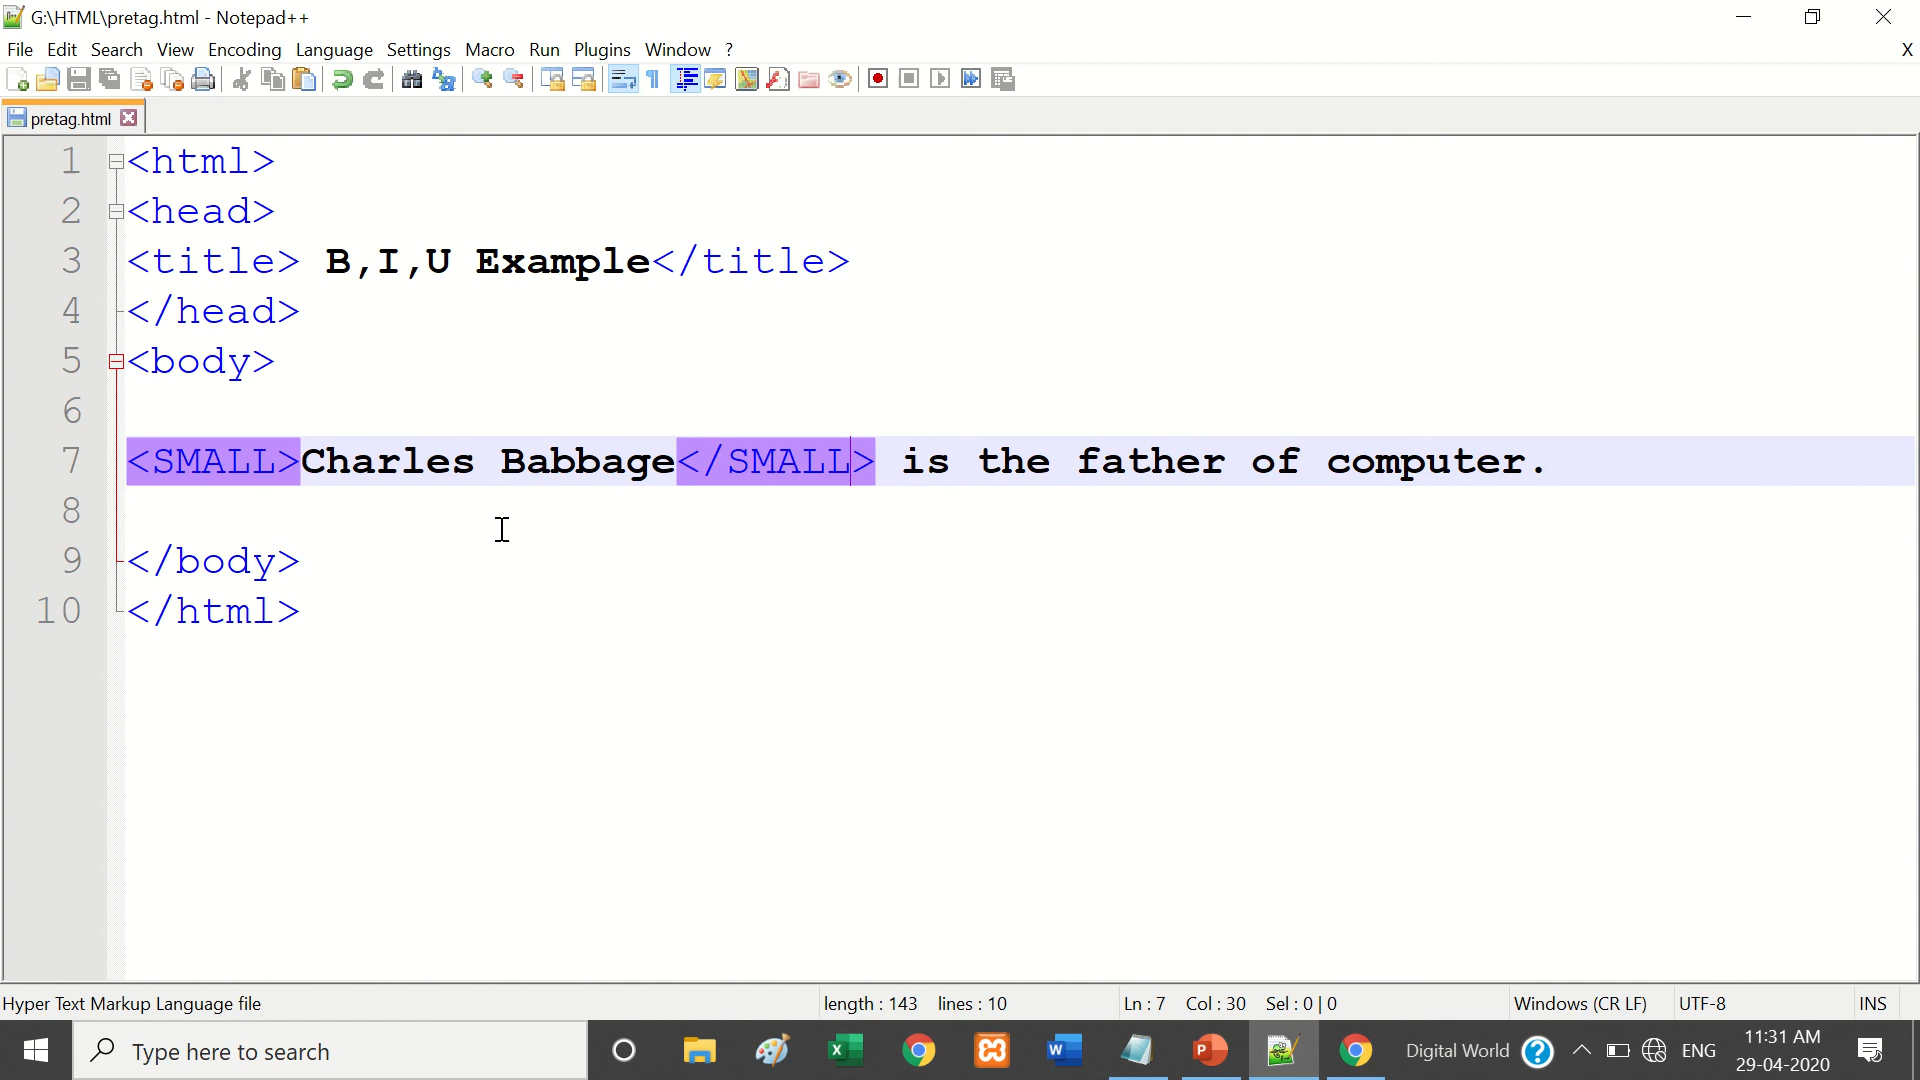 G:\HTML\pretag.html - Notepad++
File Edit Search View Encoding Language Settings Macro Run Plugins Window ? X
pretag.html
1 <html>
2 <head>
3 <title> B,I,U Example</title>
4 </head>
5 <body>
6
7 <SMALL>Charles Babbage</SMALL> is the father of computer.
8
9 </body>
10 </html>
Hyper Text Markup Language file length : 143 lines : 10 Ln : 7 Col : 30 Sel : 0 | 0 Windows (CR LF) UTF-8 INS
Type here to search Digital World ENG 11:31 AM
29-04-2020